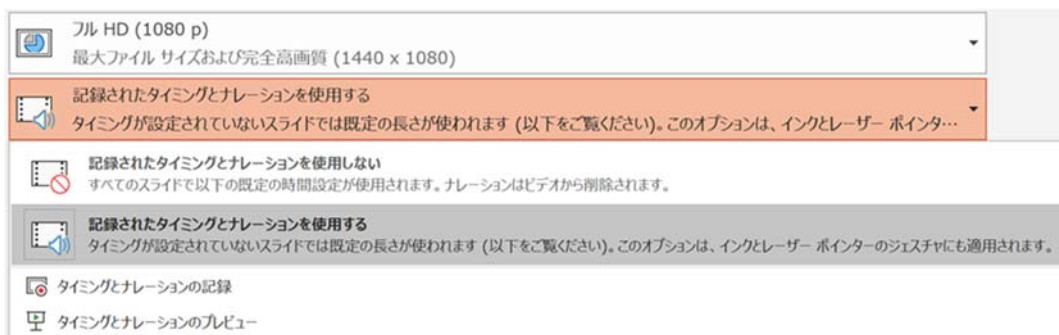 フル HD (1080 p)
最大ファイル サイズおよび完全高画質 (1440 x 1080)
記録されたタイミングとナレーションを使用する
タイミングが設定されていないスライドでは既定の長さが使われます (以下をご覧ください)。このオプションは、インクとレーザー ポインタ…
記録されたタイミングとナレーションを使用しない
すべてのスライドで以下の既定の時間設定が使用されます。ナレーションはビデオから削除されます。
記録されたタイミングとナレーションを使用する
タイミングが設定されていないスライドでは既定の長さが使われます (以下をご覧ください)。このオプションは、インクとレーザー ポインターのジェスチャにも適用されます。
タイミングとナレーションの記録
タイミングとナレーションのプレビュー